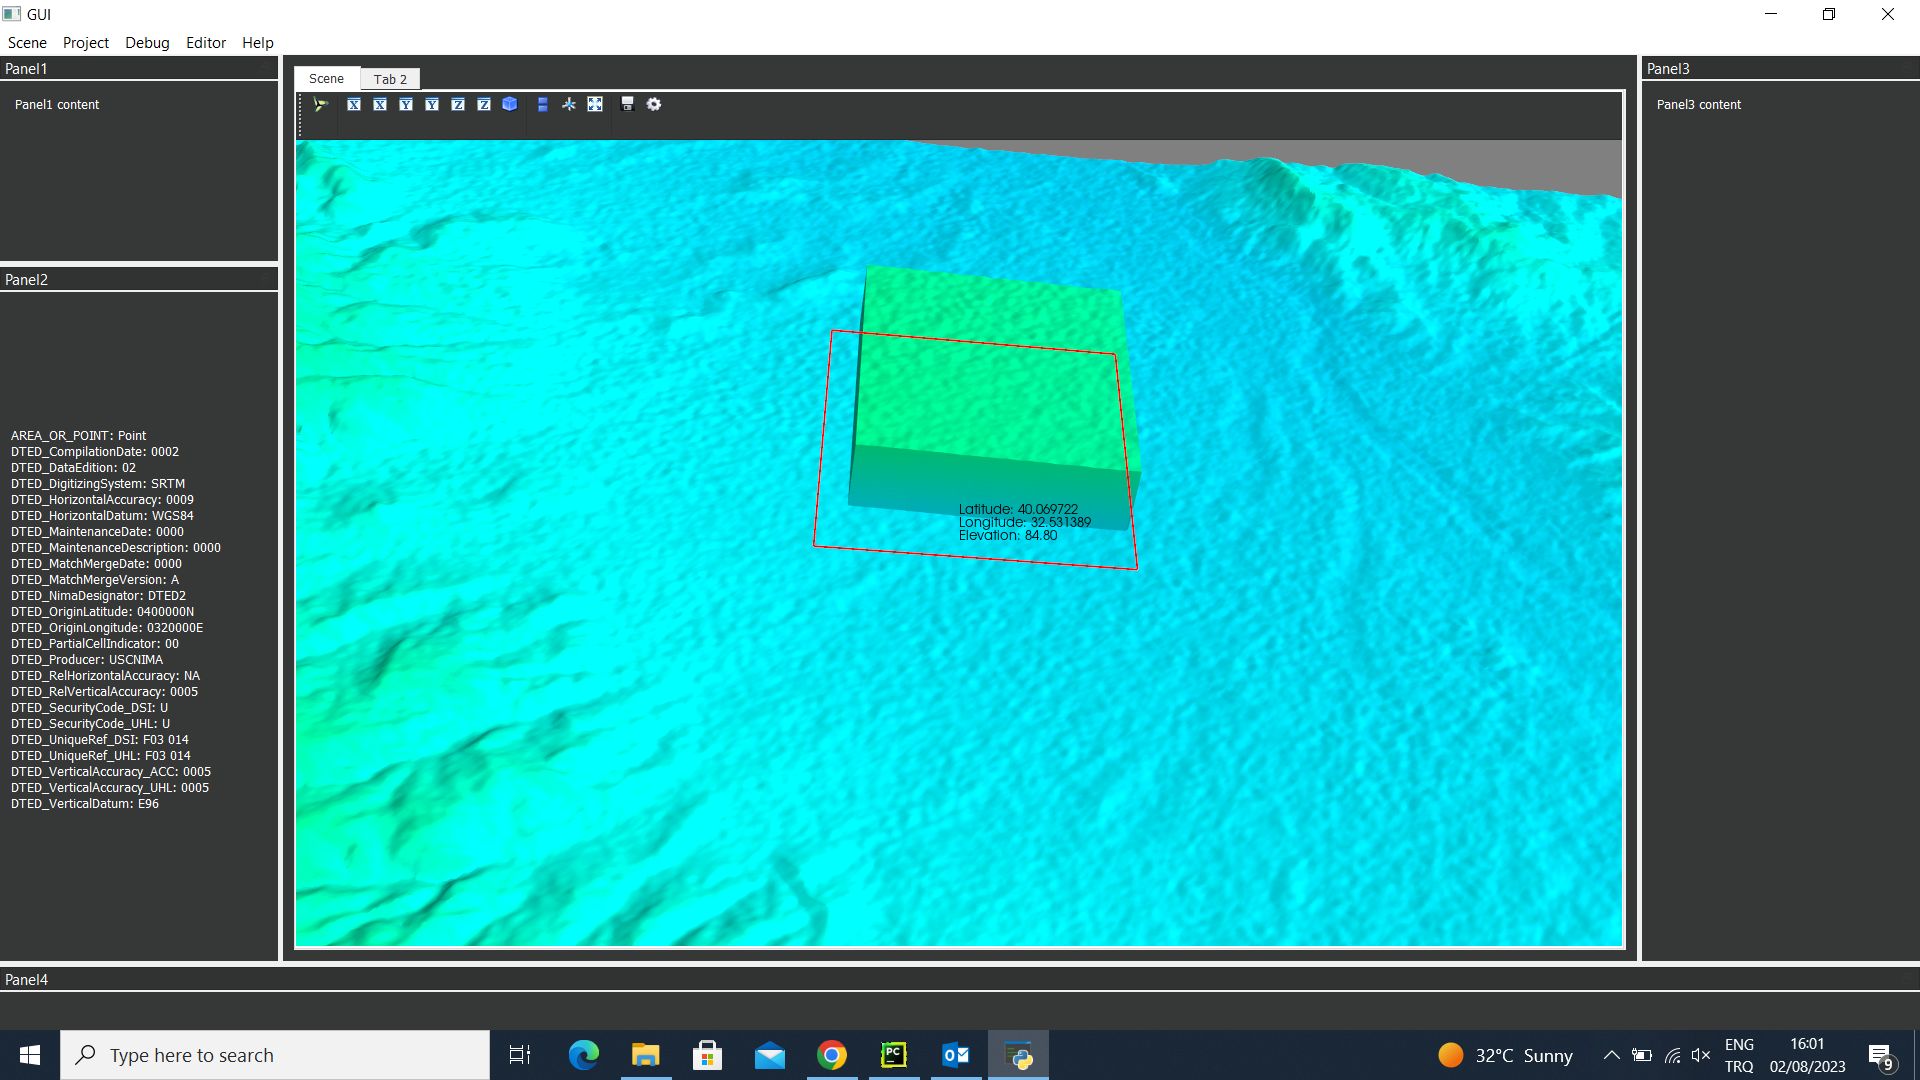 GUI
Scene Project Debug Editor Help
Panel1
Panel1 content
Panel2
AREA_OR_POINT: Point
DTED_CompilationDate: 0002
DTED_DataEdition: 02
DTED_DigitizingSystem: SRTM
DTED_HorizontalAccuracy: 0009
DTED_HorizontalDatum: WGS84
DTED_MaintenanceDate: 0000
DTED_MaintenanceDescription: 0000
DTED_MatchMergeDate: 0000
DTED_MatchMergeVersion: A
DTED_NimaDesignator: DTED2
DTED_OriginLatitude: 0400000N
DTED_OriginLongitude: 0320000E
DTED_PartialCellIndicator: 00
DTED_Producer: USCNIMA
DTED_RelHorizontalAccuracy: NA
DTED_RelVerticalAccuracy: 0005
DTED_SecurityCode_DSI: U
DTED_SecurityCode_UHL: U
DTED_UniqueRef_DSI: F03 014
DTED_UniqueRef_UHL: F03 014
DTED_VerticalAccuracy_ACC: 0005
DTED_VerticalAccuracy_UHL: 0005
DTED_VerticalDatum: E96
Scene Tab 2
X X Y Y Z Z
Latitude: 40.069722
Longitude: 32.531389
Elevation: 84.80
Panel3
Panel3 content
Panel4
Type here to search
PC
32°C Sunny
ENG
TRQ
16:01
02/08/2023
9